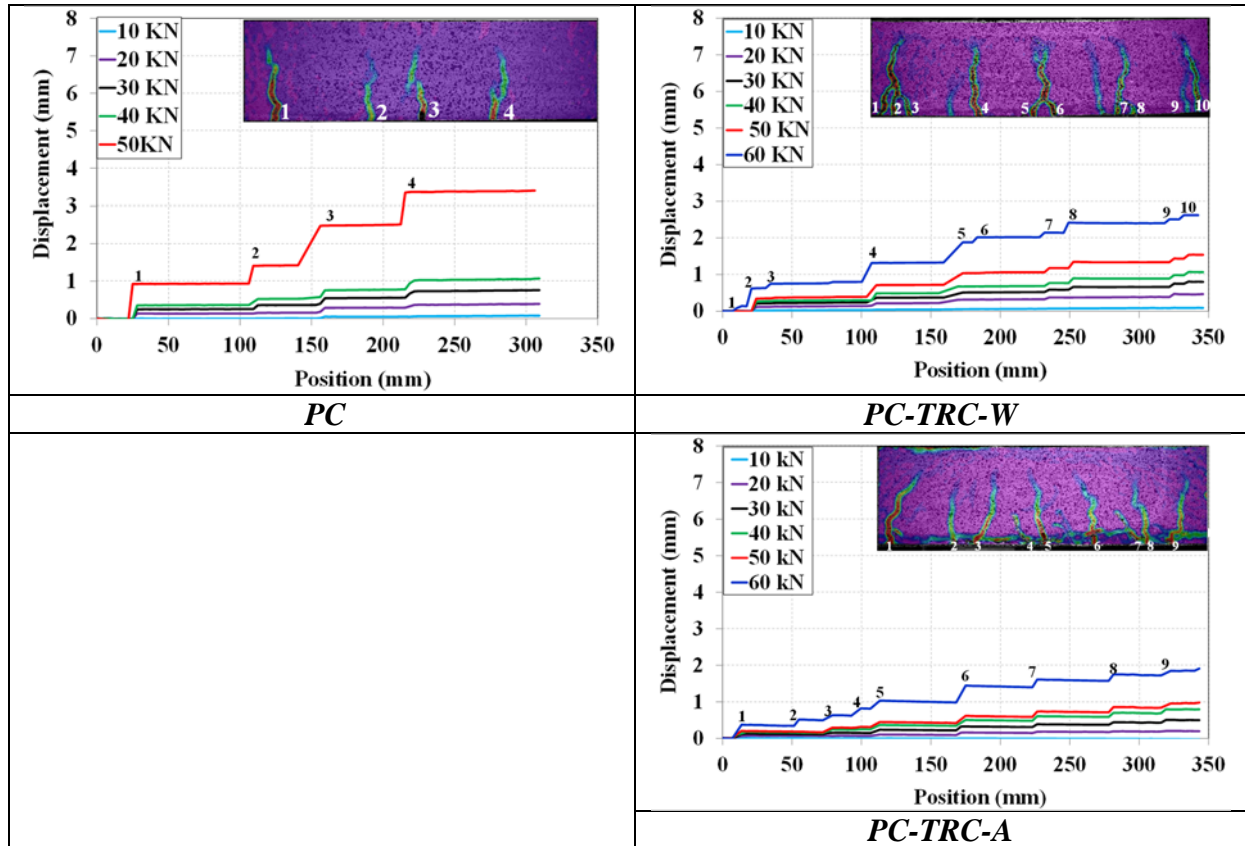 8
7
6
5
4
3
2
1
0
Displacement (mm)
10 KN
20 KN
30 KN
40 KN
50KN
1
2
3
4
1
2
3
4
0 50 100 150 200 250 300 350
Position (mm)
PC
8
7
6
5
4
3
2
1
0
Displacement (mm)
10 KN
20 KN
30 KN
40 KN
50 KN
60 KN
1 2 3 4 5 6 7 8 9 10
1 2 3 4 5 6 7 8 9 10
0 50 100 150 200 250 300 350
Position (mm)
PC-TRC-W
8
7
6
5
4
3
2
1
0
Displacement (mm)
10 kN
20 kN
30 kN
40 kN
50 kN
60 kN
1 2 3 4 5 6 7 8 9
1 2 3 4 5 6 7 8 9
0 50 100 150 200 250 300 350
Position (mm)
PC-TRC-A